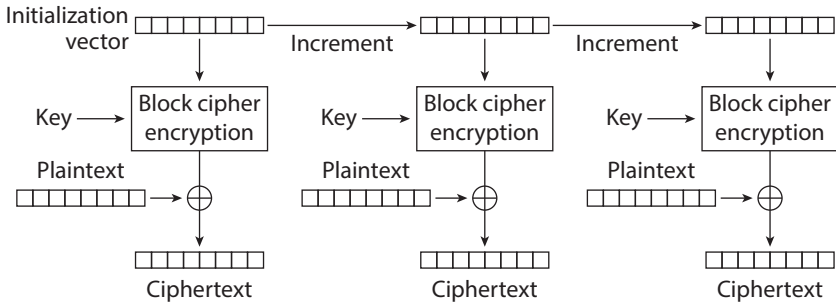 Initialization
vector
Increment
Increment
Key
Block cipher
encryption
Key
Block cipher
encryption
Key
Block cipher
encryption
Plaintext
Plaintext
Plaintext
Ciphertext
Ciphertext
Ciphertext